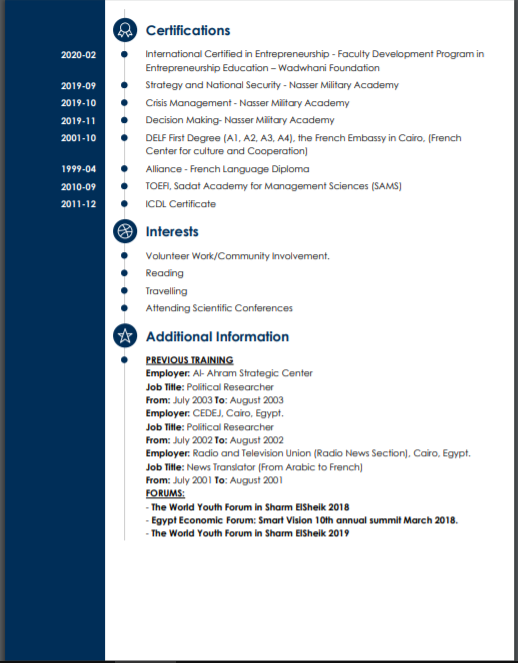 Certifications
2020-02 International Certified in Entrepreneurship - Faculty Development Program in
Entrepreneurship Education – Wadwhani Foundation
2019-09 Strategy and National Security - Nasser Military Academy
2019-10 Crisis Management - Nasser Military Academy
2019-11 Decision Making- Nasser Military Academy
2001-10 DELF First Degree (A1, A2, A3, A4), the French Embassy in Cairo, (French
Center for culture and Cooperation)
1999-04 Alliance - French Language Diploma
2010-09 TOEFl, Sadat Academy for Management Sciences (SAMS)
2011-12 ICDL Certificate
Interests
Volunteer Work/Community Involvement.
Reading
Travelling
Attending Scientific Conferences
Additional Information
PREVIOUS TRAINING
Employer: Al- Ahram Strategic Center
Job Title: Political Researcher
From: July 2003 To: August 2003
Employer: CEDEJ, Cairo, Egypt.
Job Title: Political Researcher
From: July 2002 To: August 2002
Employer: Radio and Television Union (Radio News Section), Cairo, Egypt.
Job Title: News Translator (From Arabic to French)
From: July 2001 To: August 2001
FORUMS:
- The World Youth Forum in Sharm ElSheik 2018
- Egypt Economic Forum: Smart Vision 10th annual summit March 2018.
- The World Youth Forum in Sharm ElSheik 2019